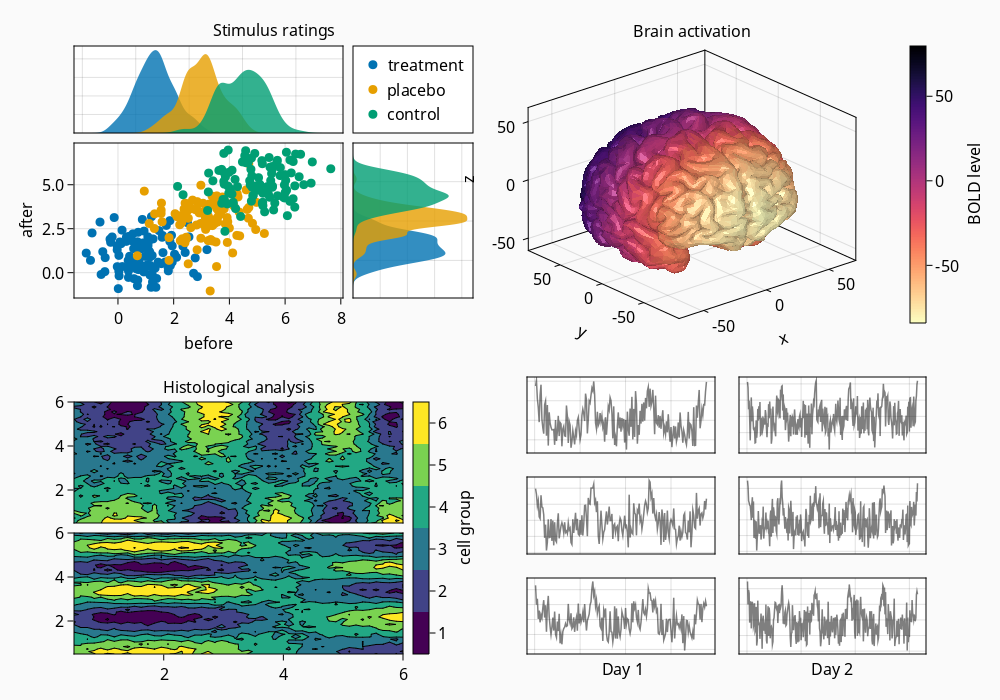 Stimulus ratings
treatment
placebo
control
5.0
2.5
0.0
after
0 2 4 6 8
before
Brain activation
50
0
-50
z
50
0
-50
y
-50
0
50
x
50
0
-50
BOLD level
Histological analysis
6
4
2
6
4
2
2 4 6
6
5
4
3
2
1
cell group
Day 1
Day 2